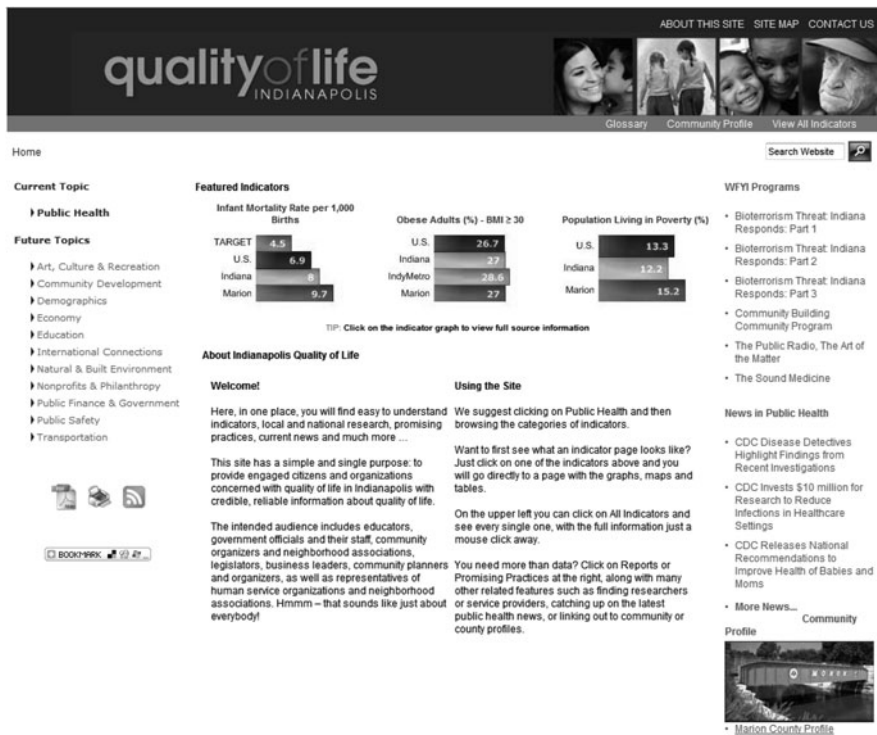 ABOUT THIS SITE SITE MAP CONTACT US
qualityoflife
INDIANAPOLIS
Glossary Community Profile View All Indicators
Home
Search Website
Current Topic
Public Health
Future Topics
Art, Culture & Recreation
Community Development
Demographics
Economy
Education
International Connections
Natural & Built Environment
Nonprofits & Philanthropy
Public Finance & Government
Public Safety
Transportation
BOOKMARK
Featured Indicators
Infant Mortality Rate per 1,000
Births
TARGET 4.5
U.S. 6.9
Indiana 8
Marion 9.7
Obese Adults (%) - BMI ≥ 30
U.S. 26.7
Indiana 27
IndyMetro 28.6
Marion 27
Population Living in Poverty (%)
U.S. 13.3
Indiana 12.2
Marion 15.2
TIP: Click on the indicator graph to view full source information
About Indianapolis Quality of Life
Welcome!
Here, in one place, you will find easy to understand
indicators, local and national research, promising
practices, current news and much more ...
This site has a simple and single purpose: to
provide engaged citizens and organizations
concerned with quality of life in Indianapolis with
credible, reliable information about quality of life.
The intended audience includes educators,
government officials and their staff, community
organizers and neighborhood associations,
legislators, business leaders, community planners
and organizers, as well as representatives of
human service organizations and neighborhood
associations. Hmmm – that sounds like just about
everybody!
Using the Site
We suggest clicking on Public Health and then
browsing the categories of indicators.
Want to first see what an indicator page looks like?
Just click on one of the indicators above and you
will go directly to a page with the graphs, maps and
tables.
On the upper left you can click on All Indicators and
see every single one, with the full information just a
mouse click away.
You need more than data? Click on Reports or
Promising Practices at the right, along with many
other related features such as finding researchers
or service providers, catching up on the latest
public health news, or linking out to community or
county profiles.
WFYI Programs
• Bioterrorism Threat: Indiana
Responds: Part 1
• Bioterrorism Threat: Indiana
Responds: Part 2
• Bioterrorism Threat: Indiana
Responds: Part 3
• Community Building
Community Program
• The Public Radio, The Art of
the Matter
• The Sound Medicine
News in Public Health
• CDC Disease Detectives
Highlight Findings from
Recent Investigations
• CDC Invests $10 million for
Research to Reduce
Infections in Healthcare
Settings
• CDC Releases National
Recommendations to
Improve Health of Babies and
Moms
• More News...
Community
Profile
• Marion County Profile